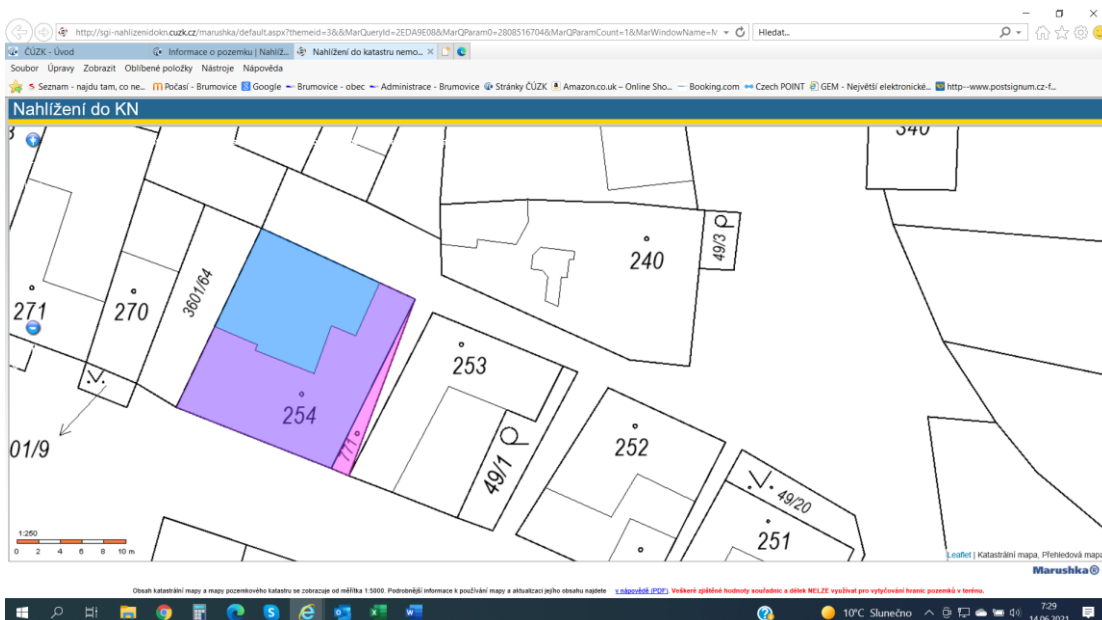 http://sgi-nahlizenidokn.cuzk.cz/marushka/default.aspx?themeid=3&&MarQueryId=2EDA9E08&MarQParam0=2808516704&MarQParamCount=1&MarWindowName=M
Hledat...
ČÚZK - Úvod
Informace o pozemku | Nahlíž...
Nahlížení do katastru nemo...
Soubor Úpravy Zobrazit Oblíbené položky Nástroje Nápověda
Seznam - najdu tam, co ne... Počasí - Brumovice Google Brumovice - obec Administrace - Brumovice Stránky ČÚZK Amazon.co.uk – Online Sho... Booking.com Czech POINT GEM - Největší elektronické... http--www.postsignum.cz-f...
Nahlížení do KN
340
49/3
240
3601/64
271
270
253
254
771
252
49/1
01/9
49/20
251
1:250
0 2 4 6 8 10 m
Leaflet | Katastrální mapa, Přehledová mapa
Marushka®
Obsah katastrální mapy a mapy pozemkového katastru se zobrazuje od měřítka 1:5000. Podrobnější informace k používání mapy a aktualizaci jejího obsahu najdete v nápovědě (PDF). Veškeré zjištěné hodnoty souřadnic a délek NELZE využívat pro vytyčování hranic pozemků v terénu.
10°C Slunečno
7:29
14.06.2021